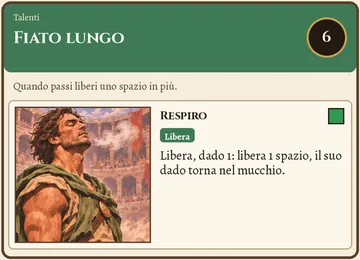 Talenti
Fiato lungo
6
Quando passi liberi uno spazio in più.
Respiro
Libera
Libera, dado 1: libera 1 spazio, il suo
dado torna nel mucchio.